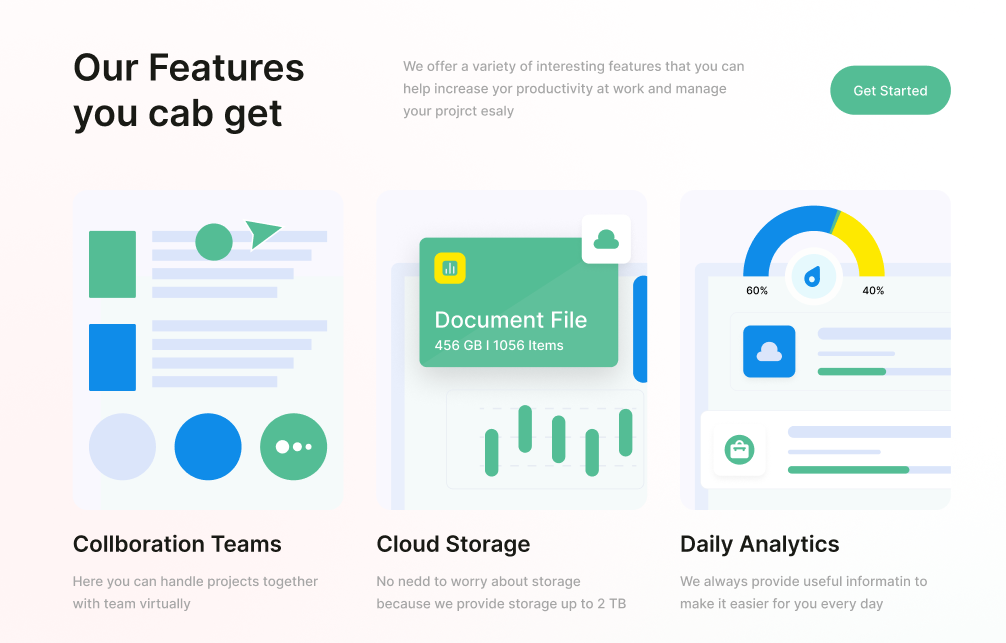 Our Features
you cab get
We offer a variety of interesting features that you can
help increase yor productivity at work and manage
your projrct esaly
Get Started
Document File
456 GB | 1056 Items
60%
40%
Collboration Teams
Here you can handle projects together
with team virtually
Cloud Storage
No nedd to worry about storage
because we provide storage up to 2 TB
Daily Analytics
We always provide useful informatin to
make it easier for you every day